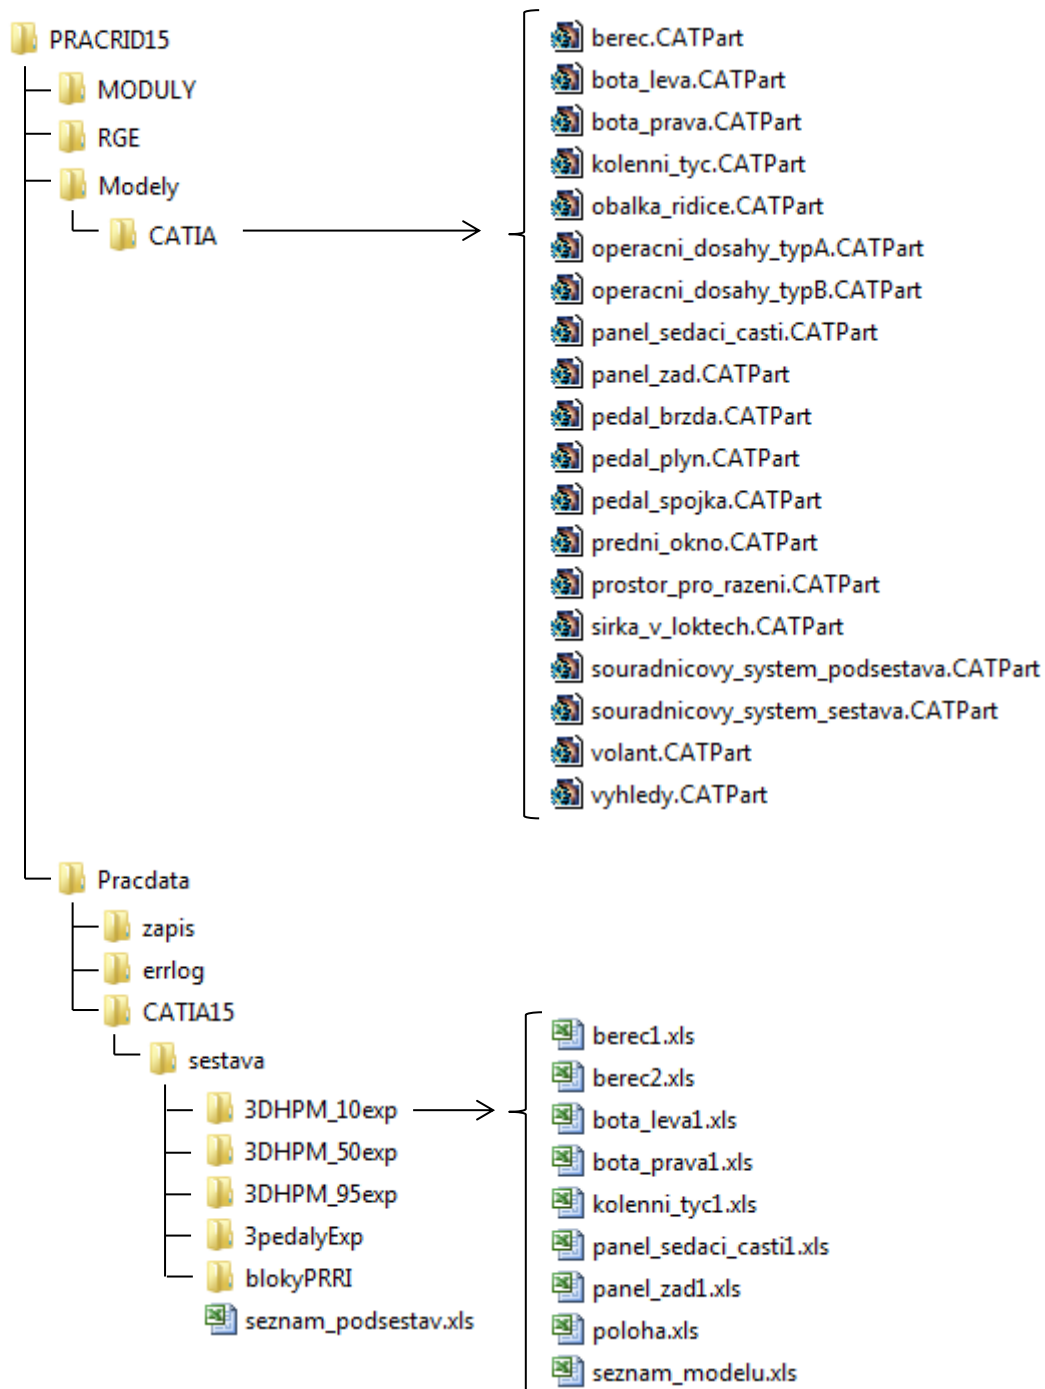 PRACRID15
MODULY
RGE
Modely
CATIA
berec.CATPart
bota_leva.CATPart
bota_prava.CATPart
kolenni_tyc.CATPart
obalka_ridice.CATPart
operacni_dosahy_typA.CATPart
operacni_dosahy_typB.CATPart
panel_sedaci_casti.CATPart
panel_zad.CATPart
pedal_brzda.CATPart
pedal_plyn.CATPart
pedal_spojka.CATPart
predni_okno.CATPart
prostor_pro_razeni.CATPart
sirka_v_loktech.CATPart
souradnicovy_system_podsestava.CATPart
souradnicovy_system_sestava.CATPart
volant.CATPart
vyhledy.CATPart
Pracdata
zapis
errlog
CATIA15
sestava
3DHPM_10exp
3DHPM_50exp
3DHPM_95exp
3pedalyExp
blokyPRRI
seznam_podsestav.xls
berec1.xls
berec2.xls
bota_leva1.xls
bota_prava1.xls
kolenni_tyc1.xls
panel_sedaci_casti1.xls
panel_zad1.xls
poloha.xls
seznam_modelu.xls